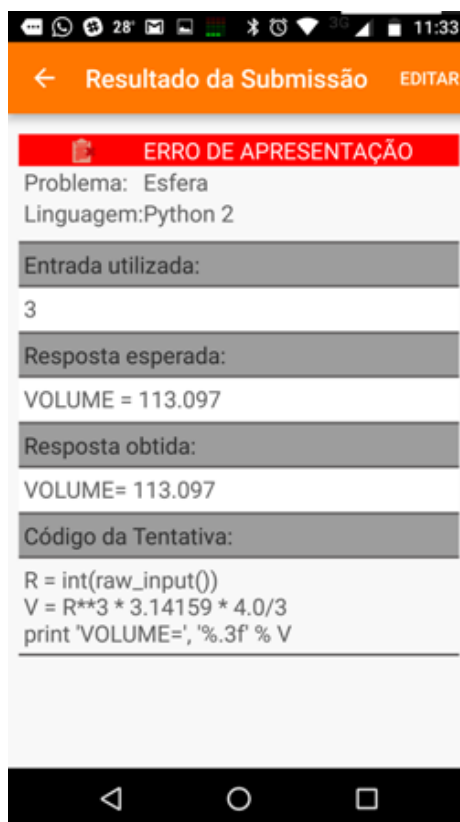 28° 3G 11:33
Resultado da Submissão EDITAR
ERRO DE APRESENTAÇÃO
Problema: Esfera
Linguagem:Python 2
Entrada utilizada:
3
Resposta esperada:
VOLUME = 113.097
Resposta obtida:
VOLUME= 113.097
Código da Tentativa:
R = int(raw_input())
V = R**3 * 3.14159 * 4.0/3
print 'VOLUME=', '%.3f' % V